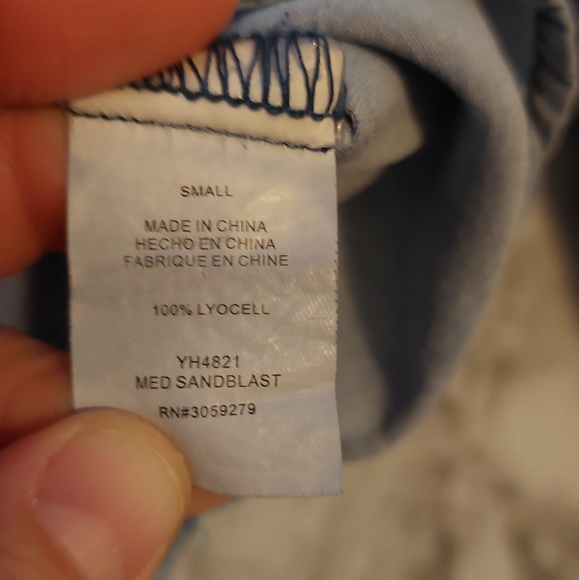 SMALL
MADE IN CHINA
HECHO EN CHINA
FABRIQUE EN CHINE
100% LYOCELL
YH4821
MED SANDBLAST
RN#3059279